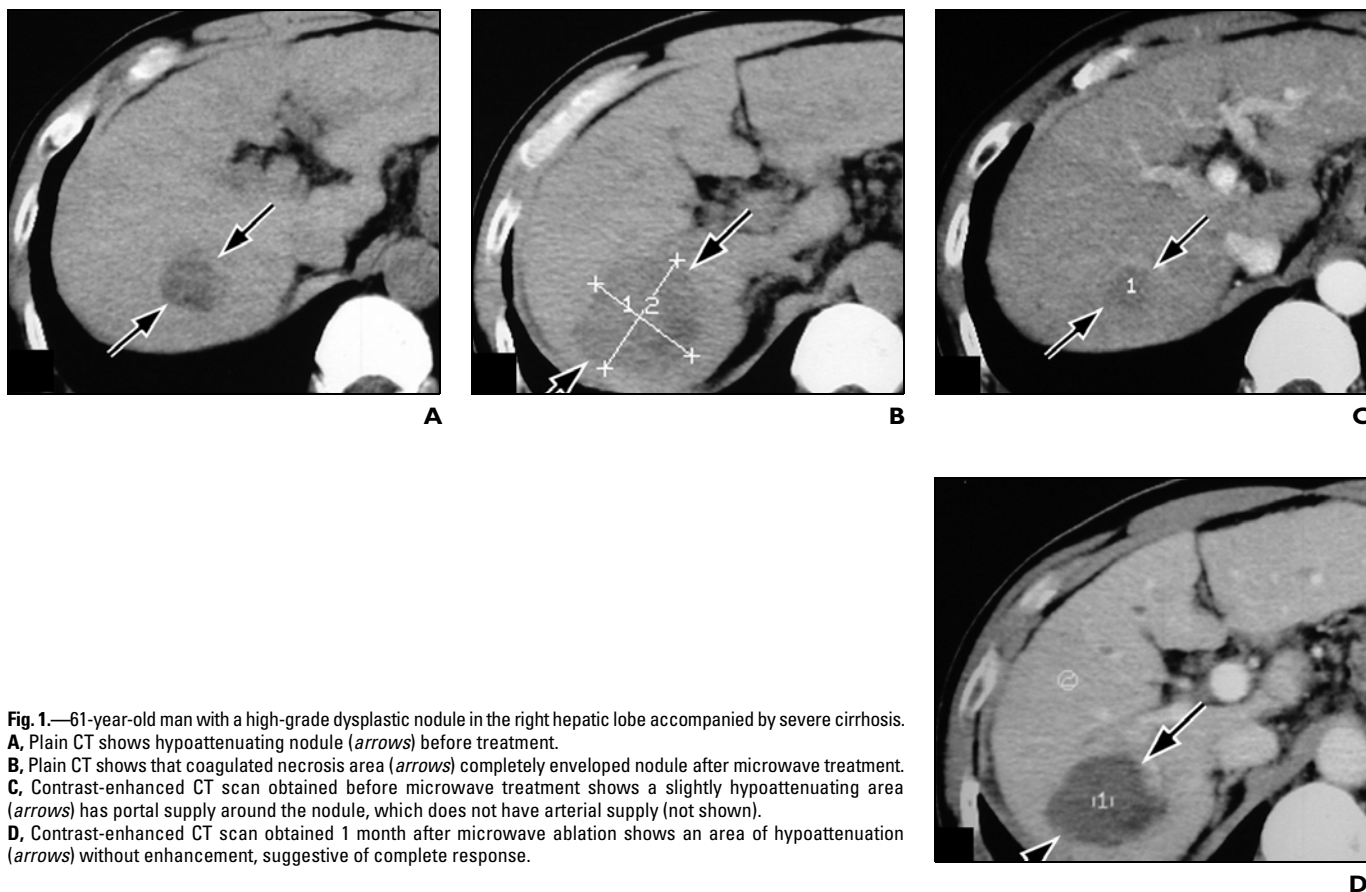 A
B
C
1 2
1
2
1
D
Fig. 1.—61-year-old man with a high-grade dysplastic nodule in the right hepatic lobe accompanied by severe cirrhosis.
A, Plain CT shows hypoattenuating nodule (arrows) before treatment.
B, Plain CT shows that coagulated necrosis area (arrows) completely enveloped nodule after microwave treatment.
C, Contrast-enhanced CT scan obtained before microwave treatment shows a slightly hypoattenuating area
(arrows) has portal supply around the nodule, which does not have arterial supply (not shown).
D, Contrast-enhanced CT scan obtained 1 month after microwave ablation shows an area of hypoattenuation
(arrows) without enhancement, suggestive of complete response.